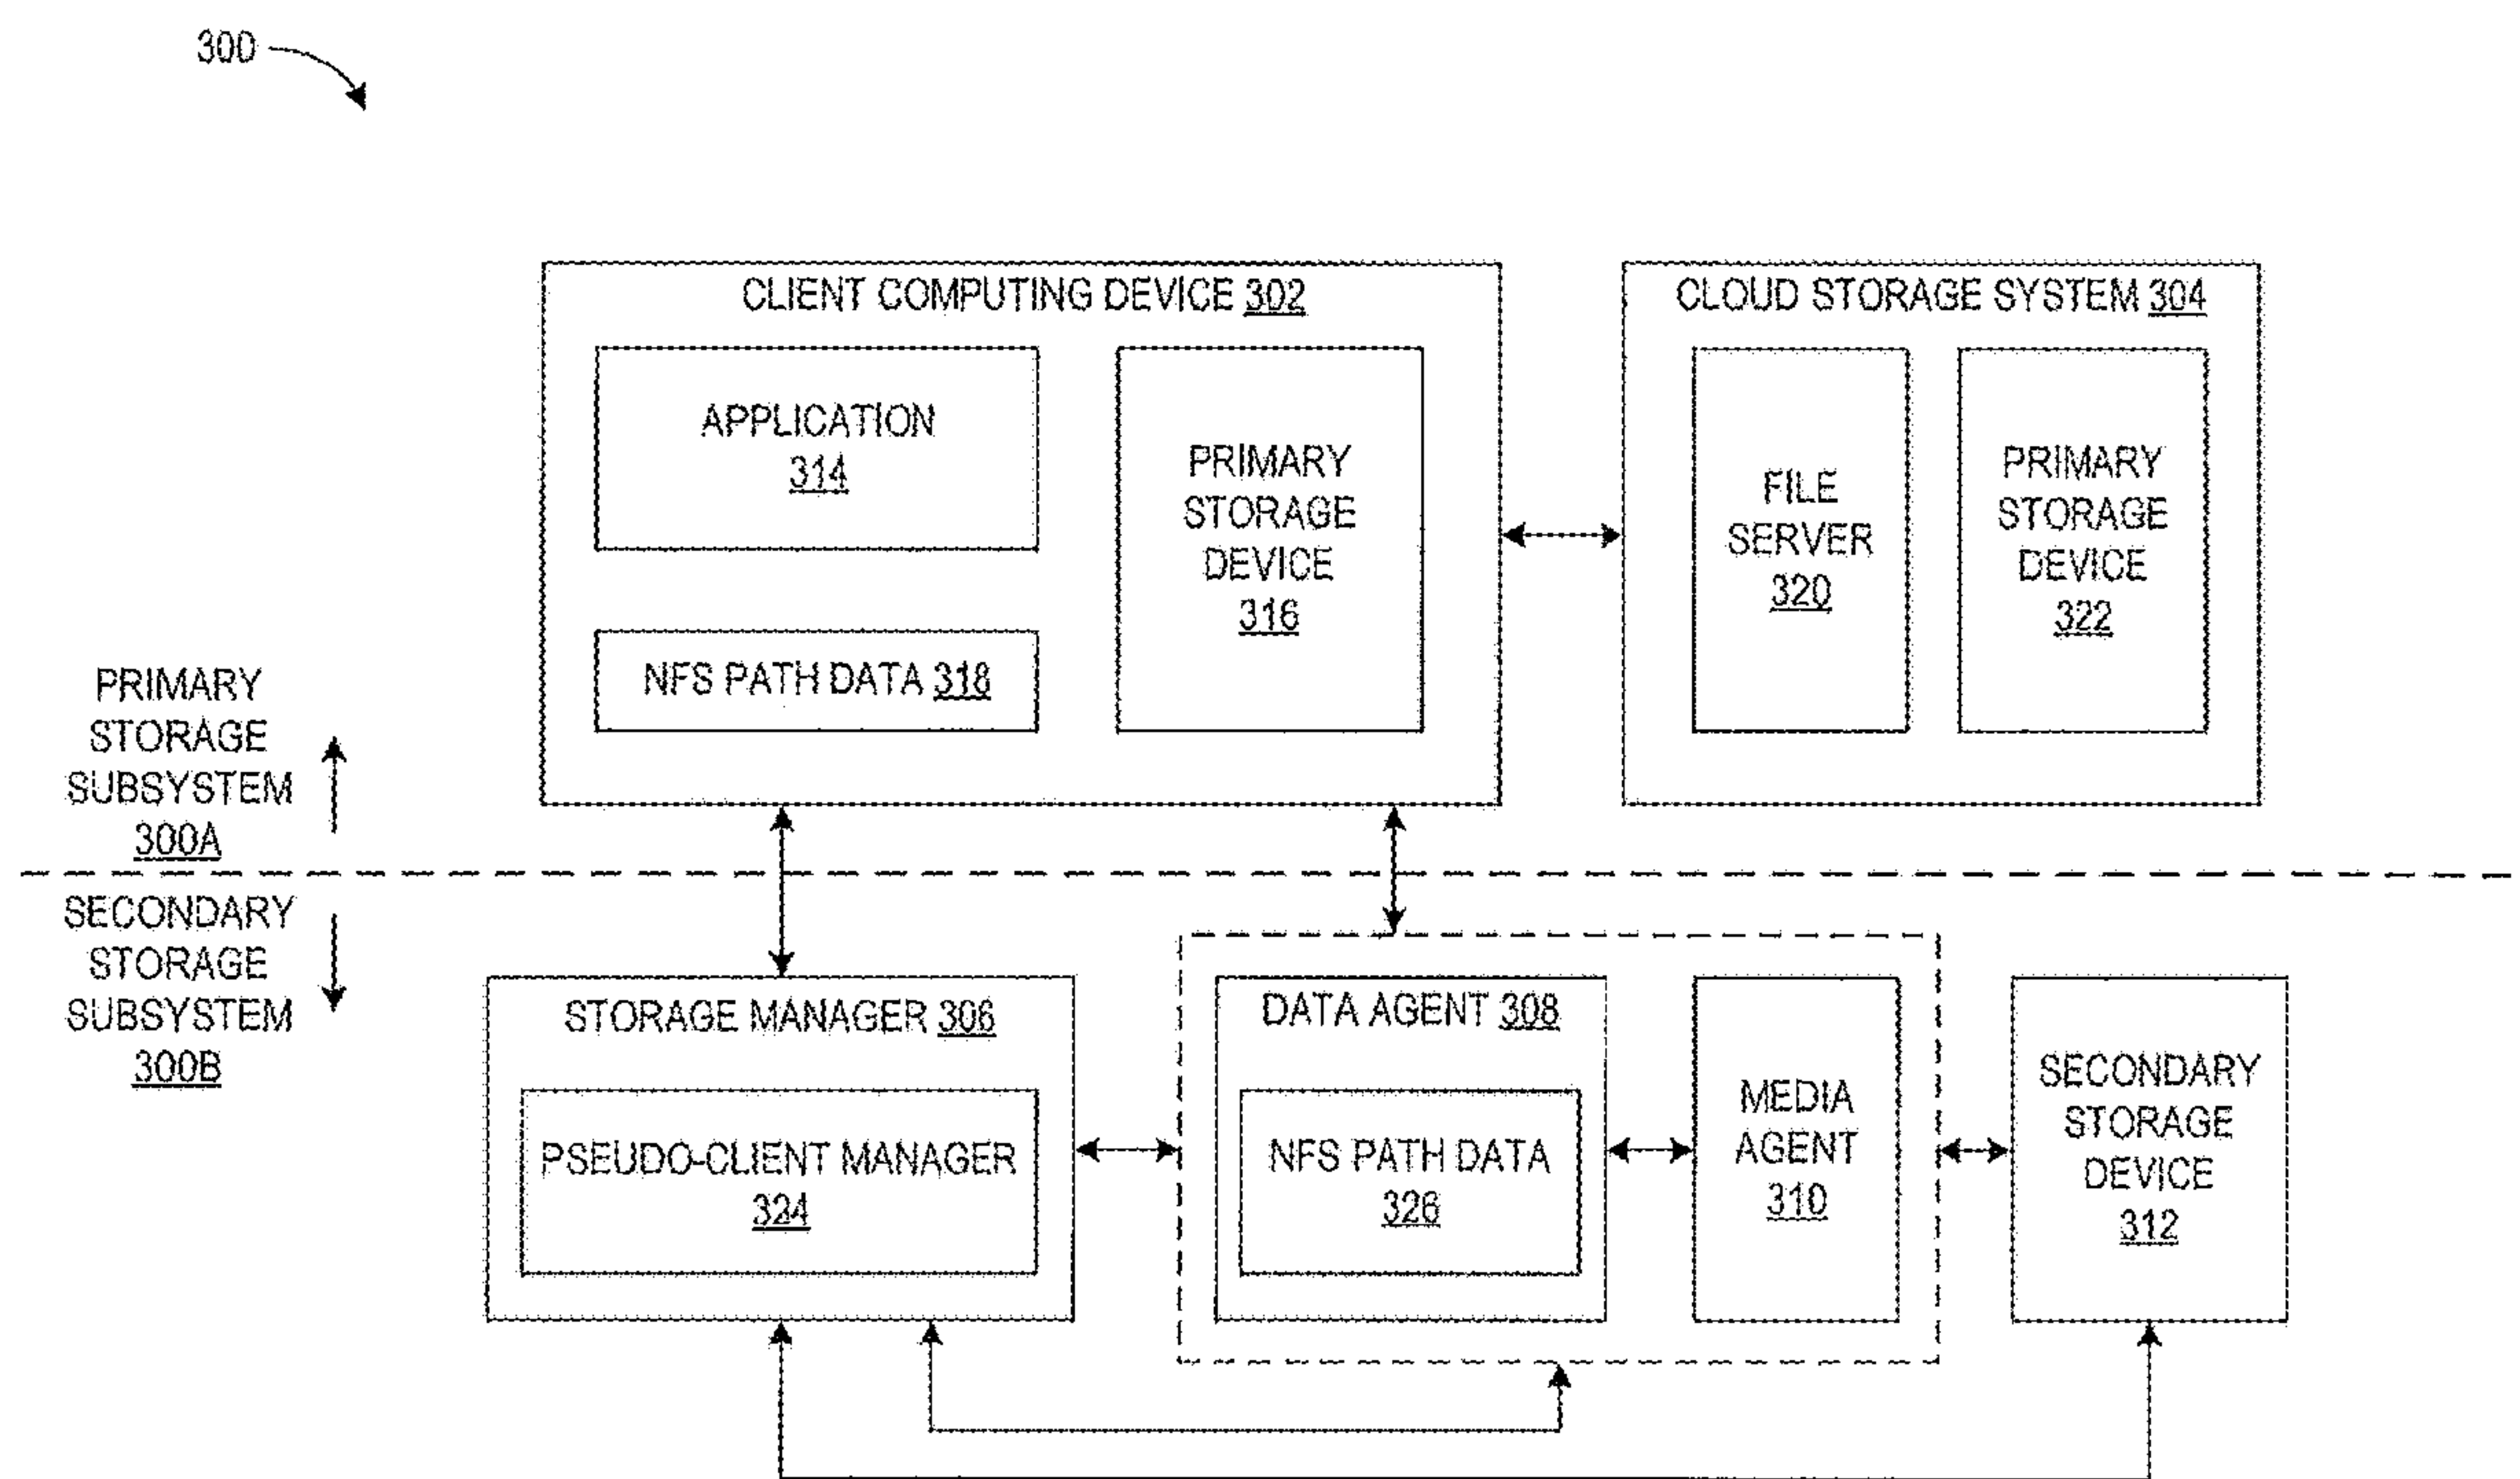 300
CLIENT COMPUTING DEVICE 302
APPLICATION
314
PRIMARY
STORAGE
DEVICE
316
NFS PATH DATA 318
CLOUD STORAGE SYSTEM 304
FILE
SERVER
320
PRIMARY
STORAGE
DEVICE
322
PRIMARY
STORAGE
SUBSYSTEM
300A
SECONDARY
STORAGE
SUBSYSTEM
300B
STORAGE MANAGER 306
PSEUDO-CLIENT MANAGER
324
DATA AGENT 308
NFS PATH DATA
326
MEDIA
AGENT
310
SECONDARY
STORAGE
DEVICE
312